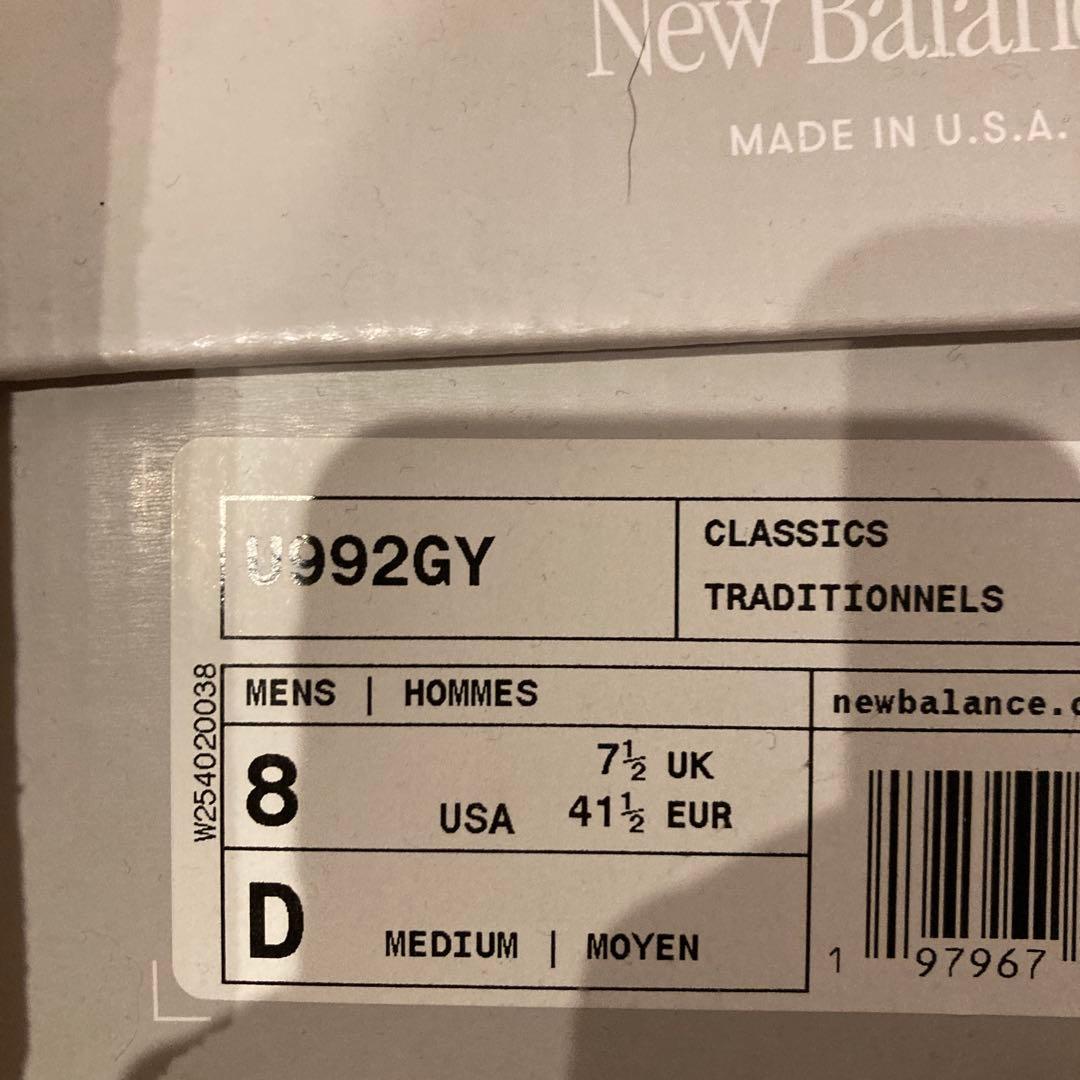 New Balanc
MADE IN U.S.A.
U992GY
CLASSICS
TRADITIONNELS
W254020038
MENS | HOMMES
newbalance.c
8 USA
7½ UK
41½ EUR
D MEDIUM | MOYEN
1 97967